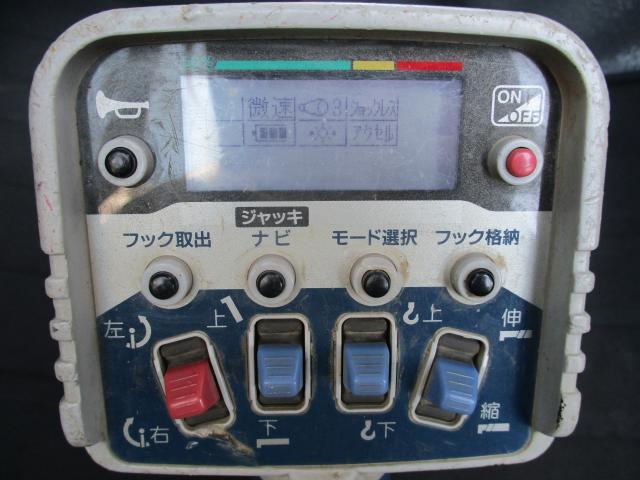 微速 3 ショックレス
アクセル
ON
OFF
ジャッキ
フック取出 ナビ モード選択 フック格納
左 上 上 伸
右 下 下 縮